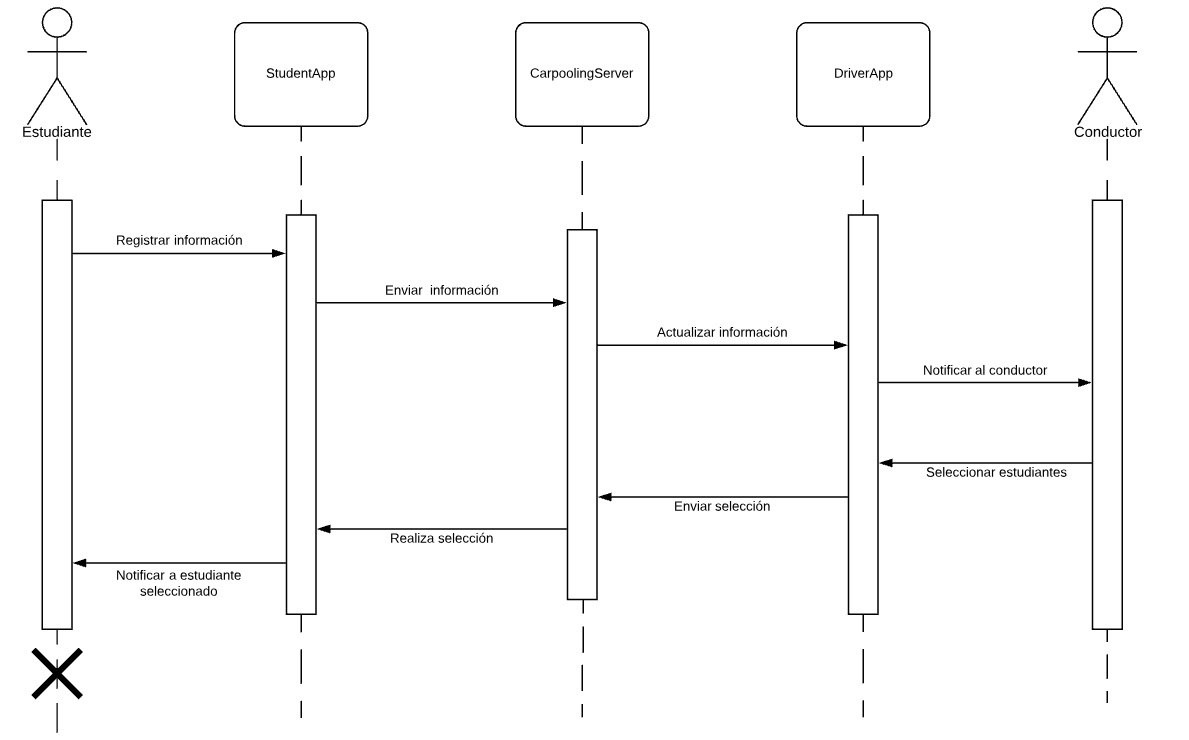 StudentApp
CarpoolingServer
DriverApp
Estudiante
Conductor
Registrar información
Enviar  información
Actualizar información
Notificar al conductor
Seleccionar estudiantes
Enviar selección
Realiza selección
Notificar a estudiante
seleccionado